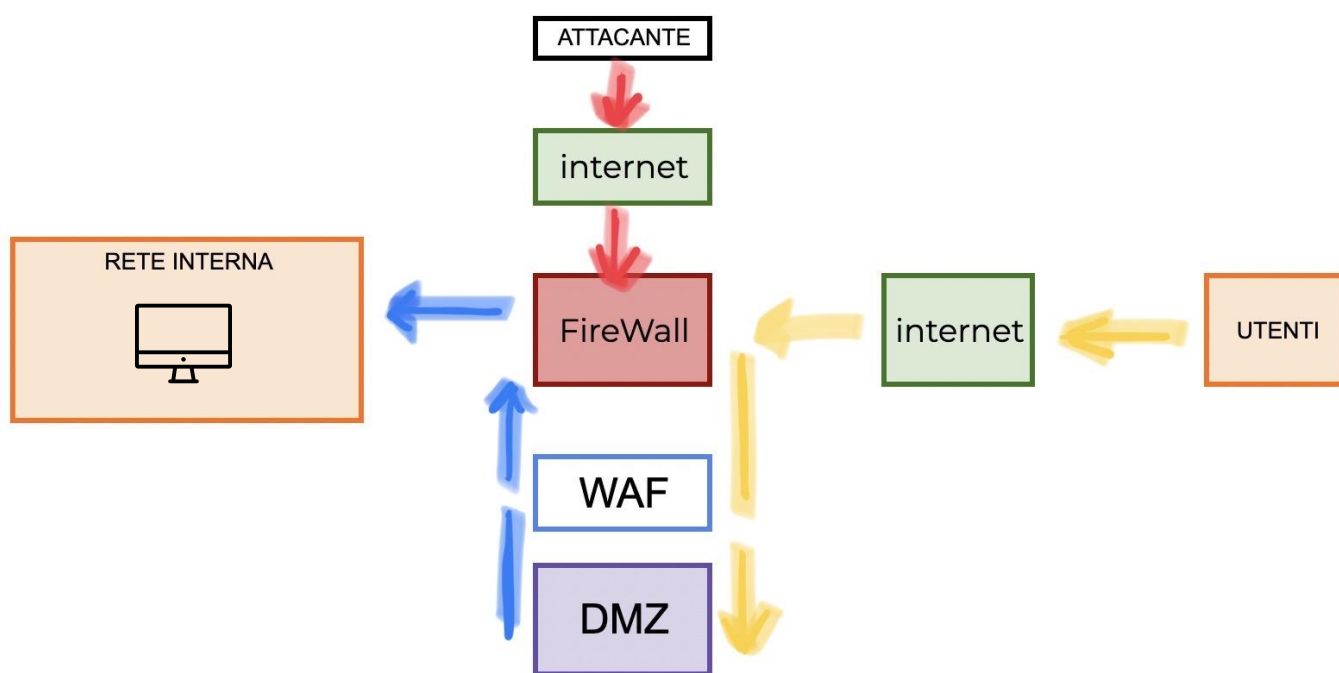 ATTACANTE
internet
RETE INTERNA
FireWall
internet
UTENTI
WAF
DMZ